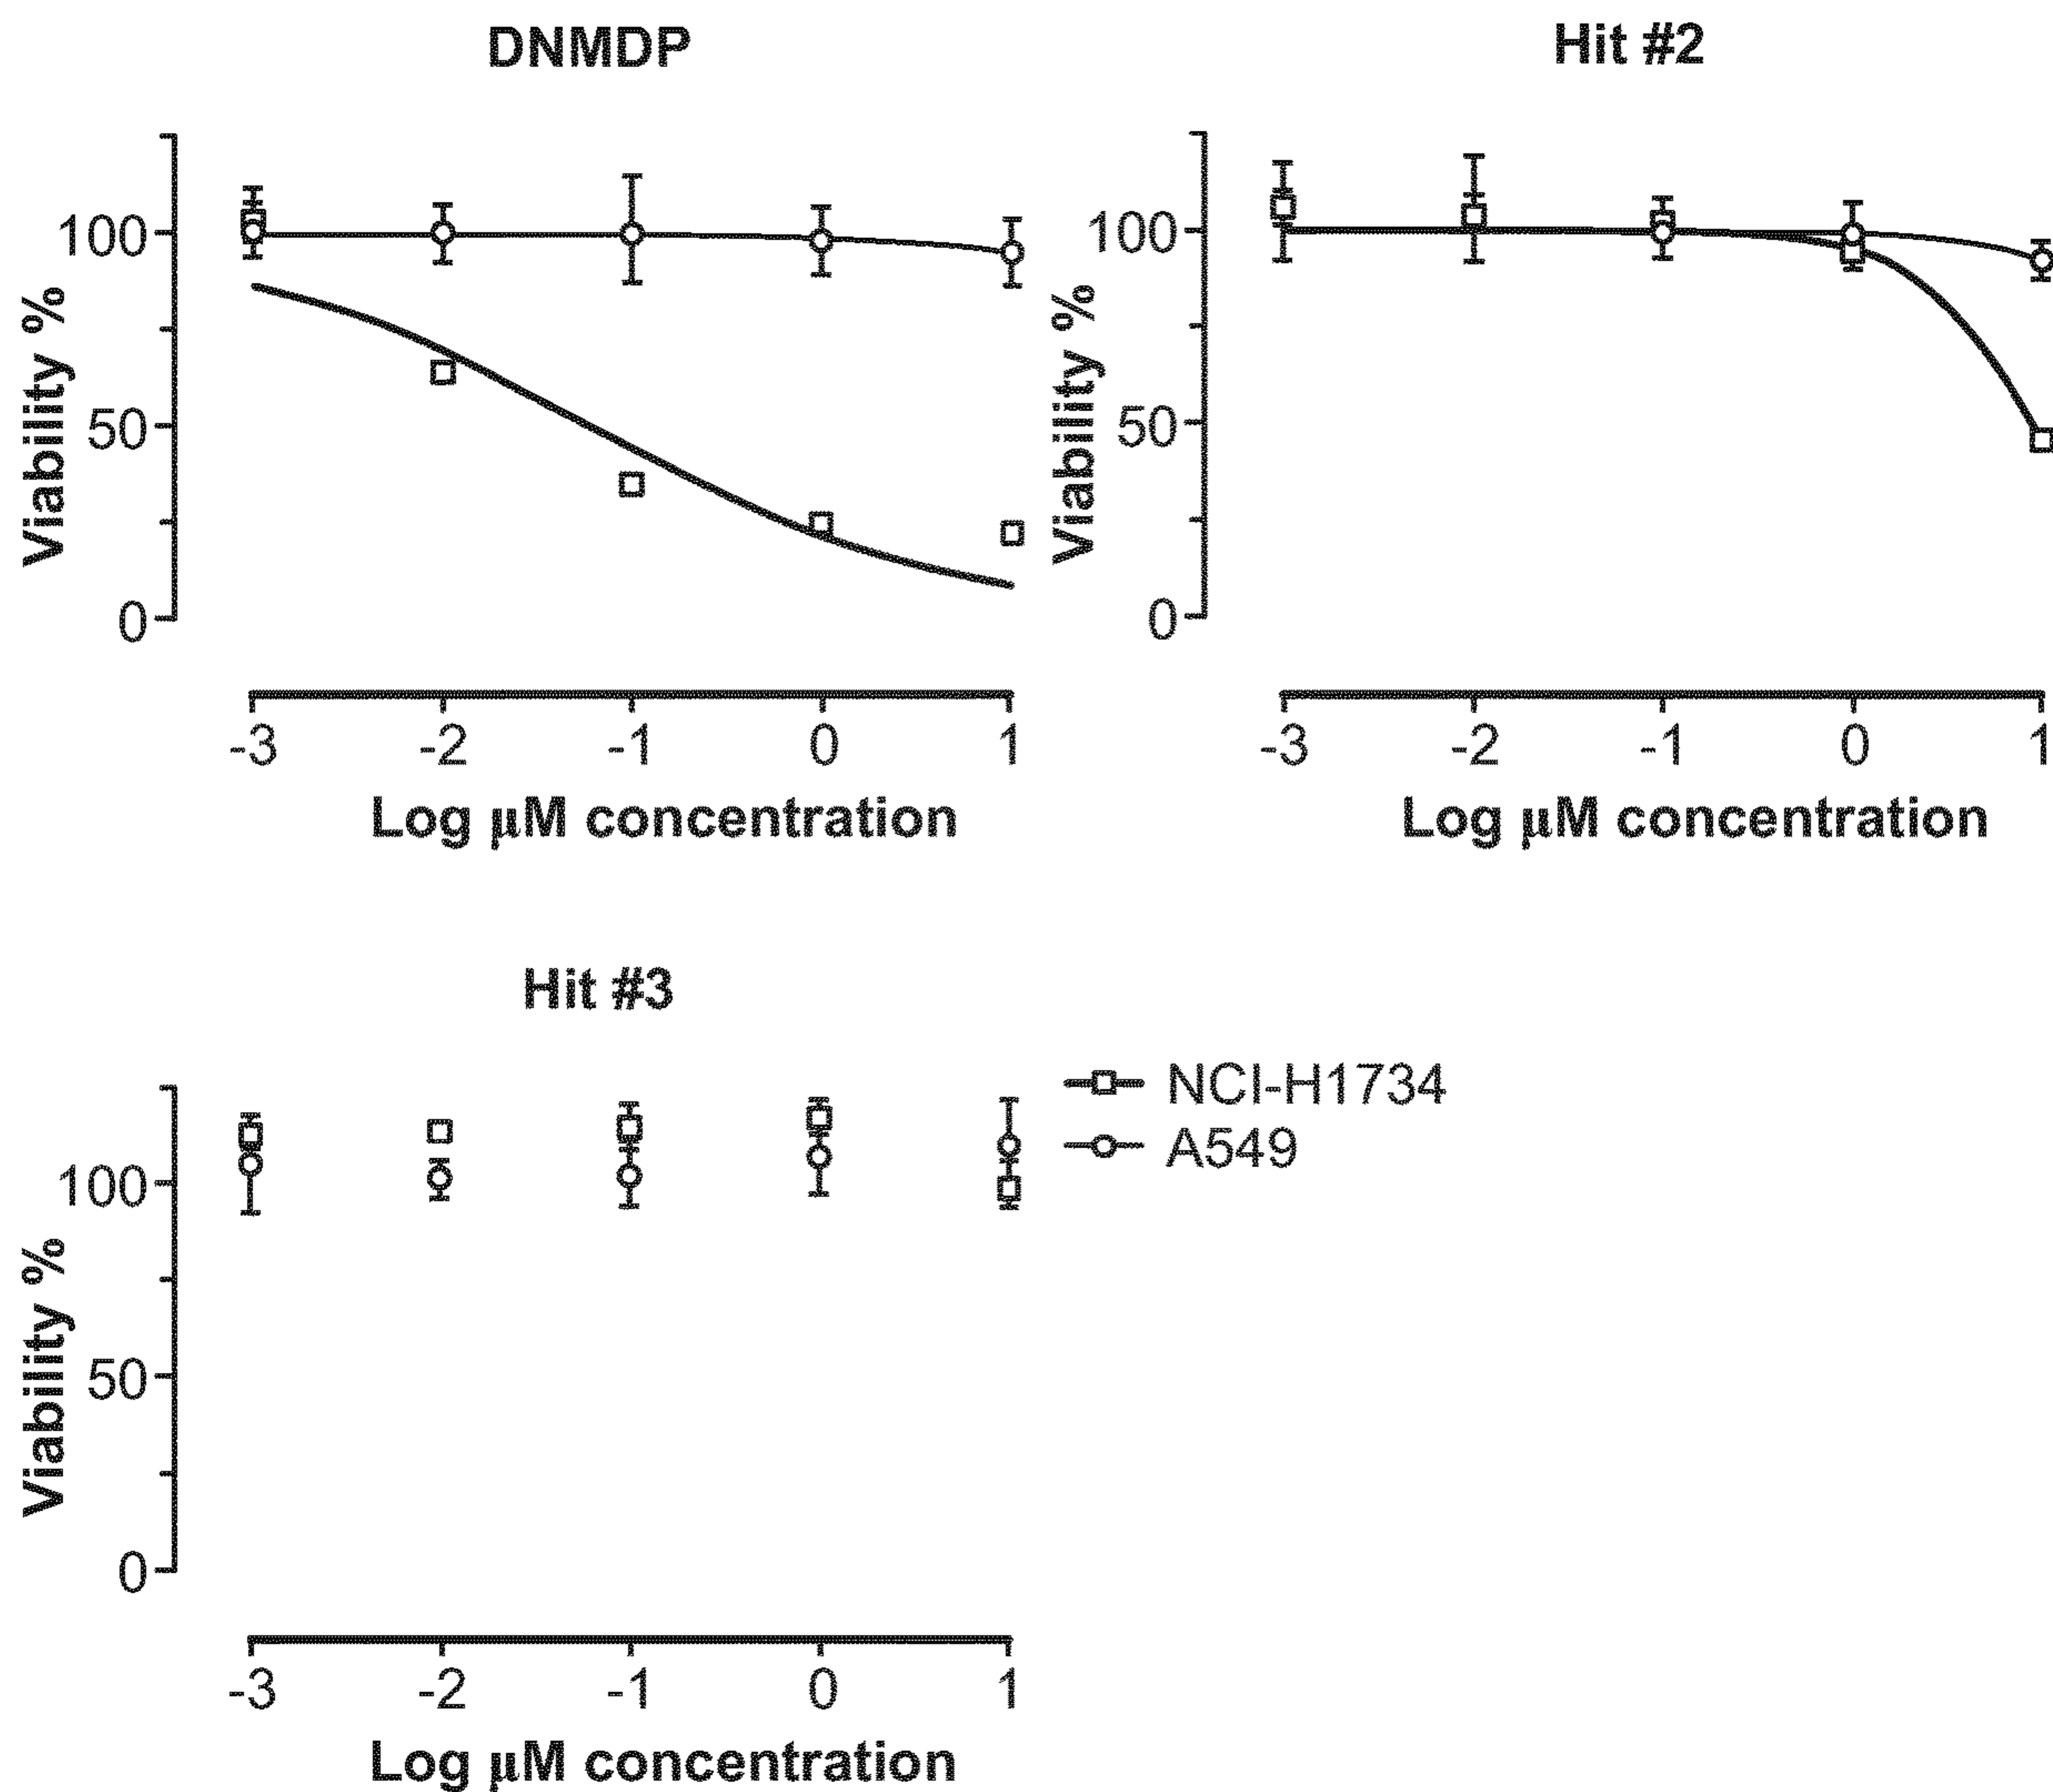 DNMDP
Viability %
100
50
0
-3 -2 -1 0 1
Log µM concentration
Hit #2
Viability %
100
50
0
-3 -2 -1 0 1
Log µM concentration
Hit #3
Viability %
100
50
0
-3 -2 -1 0 1
Log µM concentration
NCI-H1734
A549